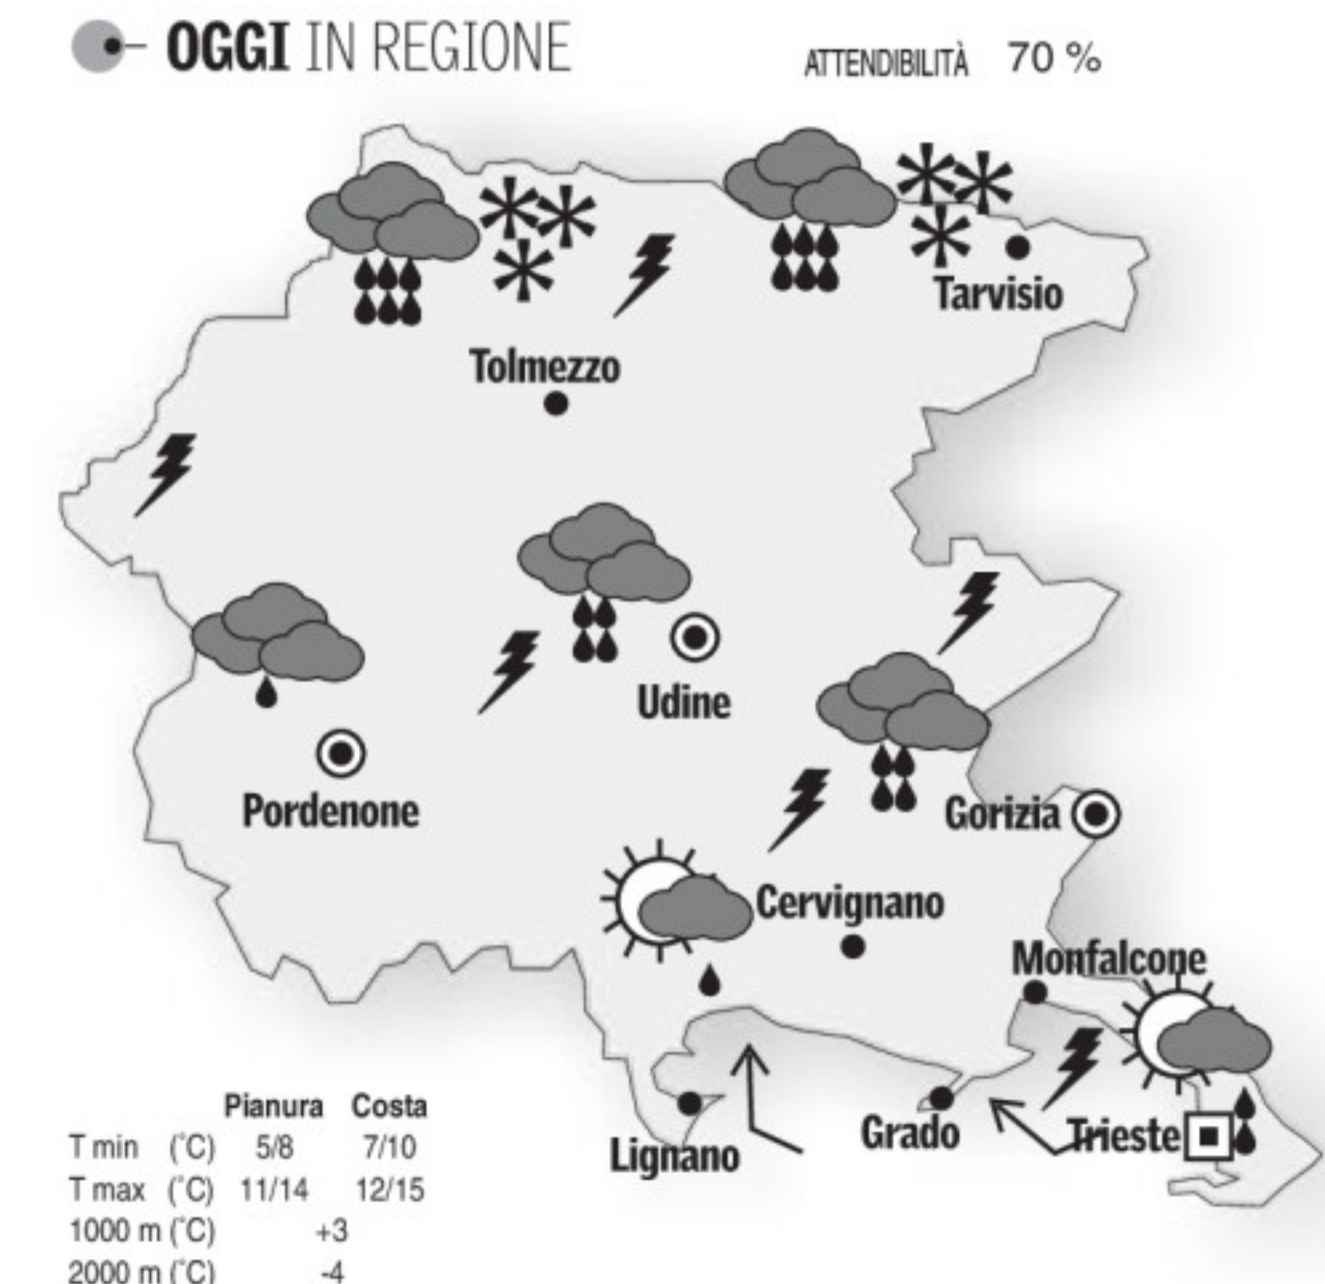 OGGI IN REGIONE
ATTENDIBILITÀ 70 %
Tarvisio
Tolmezzo
Udine
Pordenone
Gorizia
Cervignano
Monfalcone
Grado
Trieste
Lignano
Pianura Costa
T min (°C) 5/8 7/10
T max (°C) 11/14 12/15
1000 m (°C) +3
2000 m (°C) -4